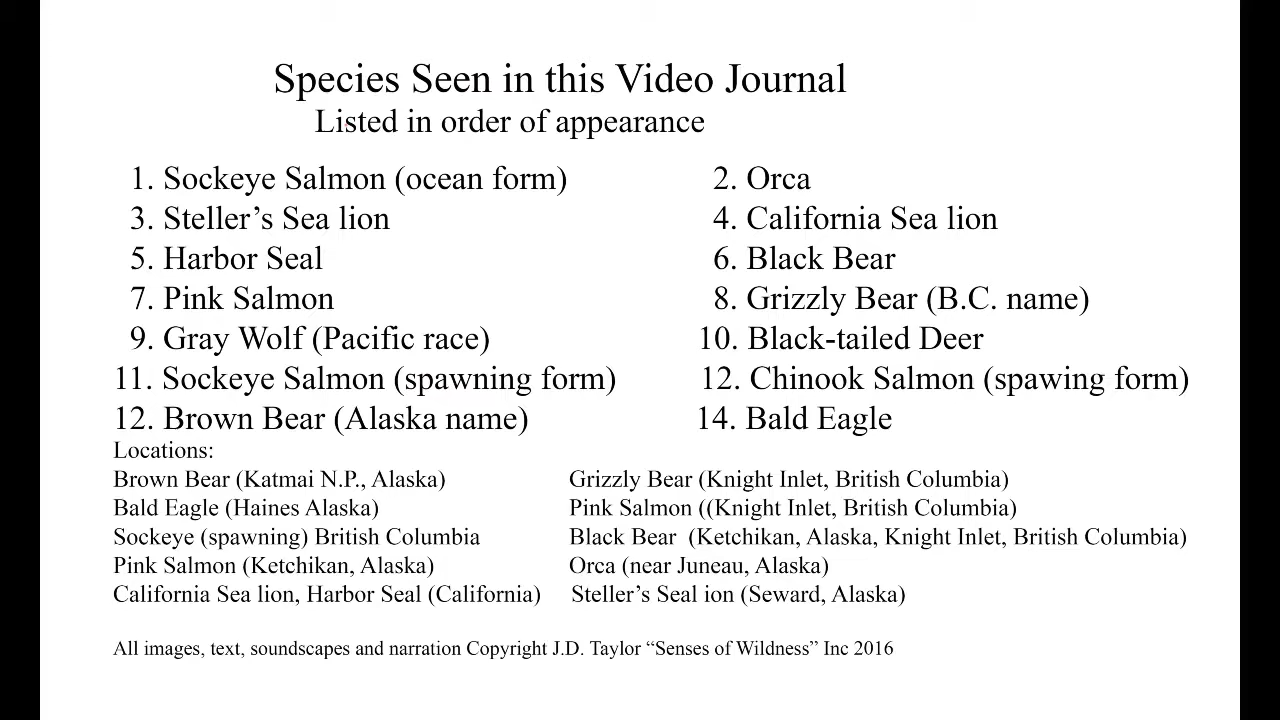 Species Seen in this Video Journal
Listed in order of appearance
1. Sockeye Salmon (ocean form) 2. Orca
3. Steller’s Sea lion 4. California Sea lion
5. Harbor Seal 6. Black Bear
7. Pink Salmon 8. Grizzly Bear (B.C. name)
9. Gray Wolf (Pacific race) 10. Black-tailed Deer
11. Sockeye Salmon (spawning form) 12. Chinook Salmon (spawing form)
12. Brown Bear (Alaska name) 14. Bald Eagle
Locations:
Brown Bear (Katmai N.P., Alaska) Grizzly Bear (Knight Inlet, British Columbia)
Bald Eagle (Haines Alaska) Pink Salmon ((Knight Inlet, British Columbia)
Sockeye (spawning) British Columbia Black Bear (Ketchikan, Alaska, Knight Inlet, British Columbia)
Pink Salmon (Ketchikan, Alaska) Orca (near Juneau, Alaska)
California Sea lion, Harbor Seal (California) Steller’s Seal ion (Seward, Alaska)
All images, text, soundscapes and narration Copyright J.D. Taylor “Senses of Wildness” Inc 2016